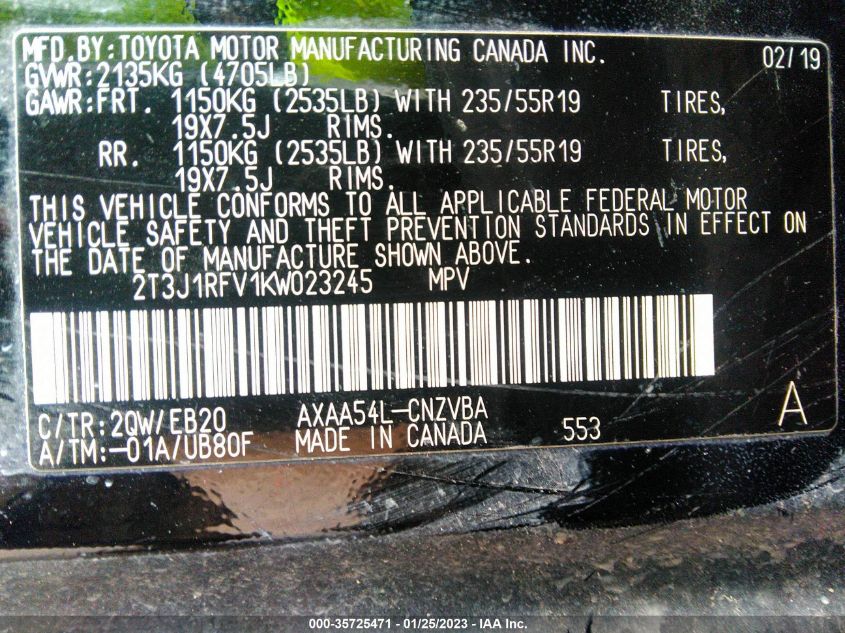 MFD.BY:TOYOTA MOTOR MANUFACTURING CANADA INC. 02/19
GVWR:2135KG (4705LB)
GAWR:FRT. 1150KG (2535LB) WITH 235/55R19 TIRES,
19X7.5J RIMS.
RR. 1150KG (2535LB) WITH 235/55R19 TIRES,
19X7.5J RIMS.
THIS VEHICLE CONFORMS TO ALL APPLICABLE FEDERAL MOTOR
VEHICLE SAFETY AND THEFT PREVENTION STANDARDS IN EFFECT ON
THE DATE OF MANUFACTURE SHOWN ABOVE.
2T3J1RFV1KW023245 MPV
C/TR:2QW/EB20 AXAA54L-CNZVBA A
A/TM:-01A/UB80F MADE IN CANADA 553
000-35725471 - 01/25/2023 - IAA Inc.